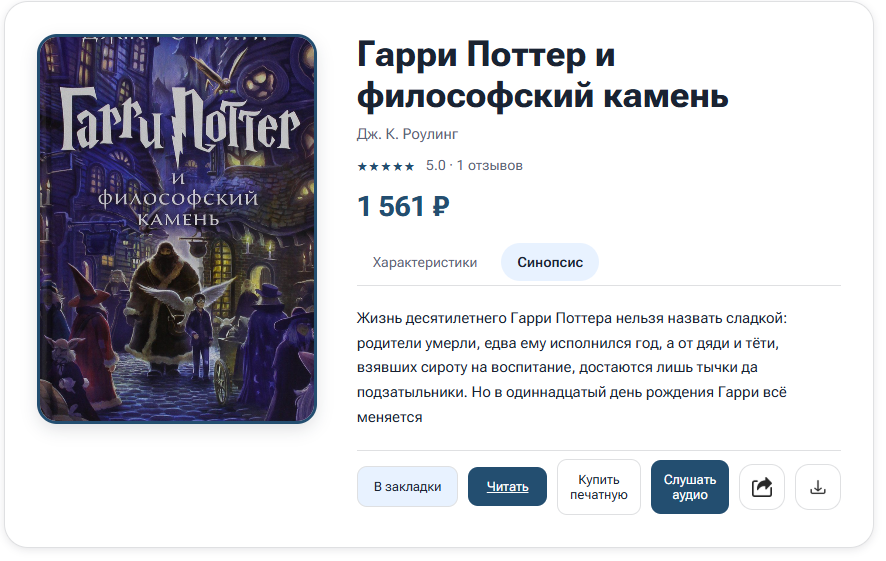 Гарри Поттер
и
философский
камень
Гарри Поттер и
философский камень
Дж. К. Роулинг
★★★★★ 5.0 · 1 отзывов
1 561 ₽
Характеристики Синопсис
Жизнь десятилетнего Гарри Поттера нельзя назвать сладкой:
родители умерли, едва ему исполнился год, а от дяди и тёти,
взявших сироту на воспитание, достаются лишь тычки да
подзатыльники. Но в одиннадцатый день рождения Гарри всё
меняется
В закладки Читать Купить печатную Слушать аудио